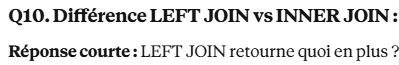 Q10. Différence LEFT JOIN vs INNER JOIN :
Réponse courte : LEFT JOIN retourne quoi en plus ?